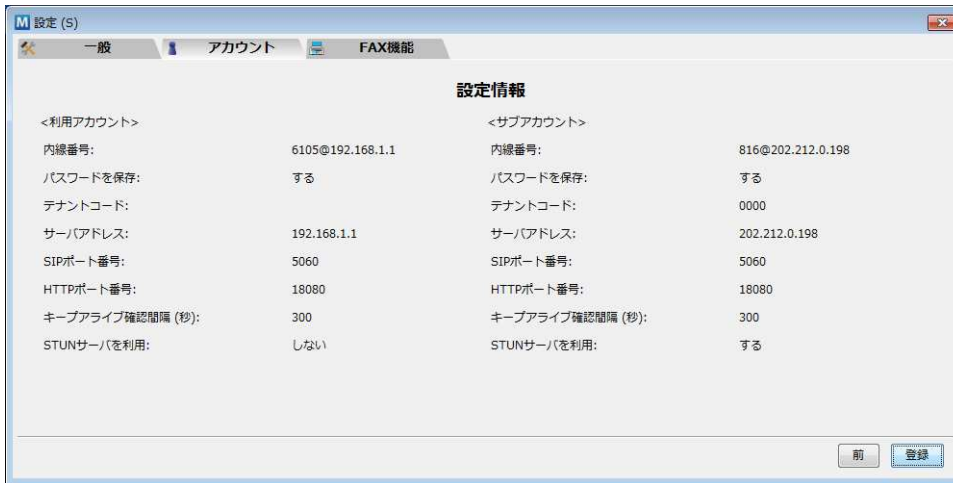 M 設定 (S)
一般 アカウント FAX機能
設定情報
<利用アカウント> <サブアカウント>
内線番号: 6105@192.168.1.1 内線番号: 816@202.212.0.198
パスワードを保存: する パスワードを保存: する
テナントコード: テナントコード: 0000
サーバアドレス: 192.168.1.1 サーバアドレス: 202.212.0.198
SIPポート番号: 5060 SIPポート番号: 5060
HTTPポート番号: 18080 HTTPポート番号: 18080
キープアライブ確認間隔 (秒): 300 キープアライブ確認間隔 (秒): 300
STUNサーバを利用: しない STUNサーバを利用: する
前 登録